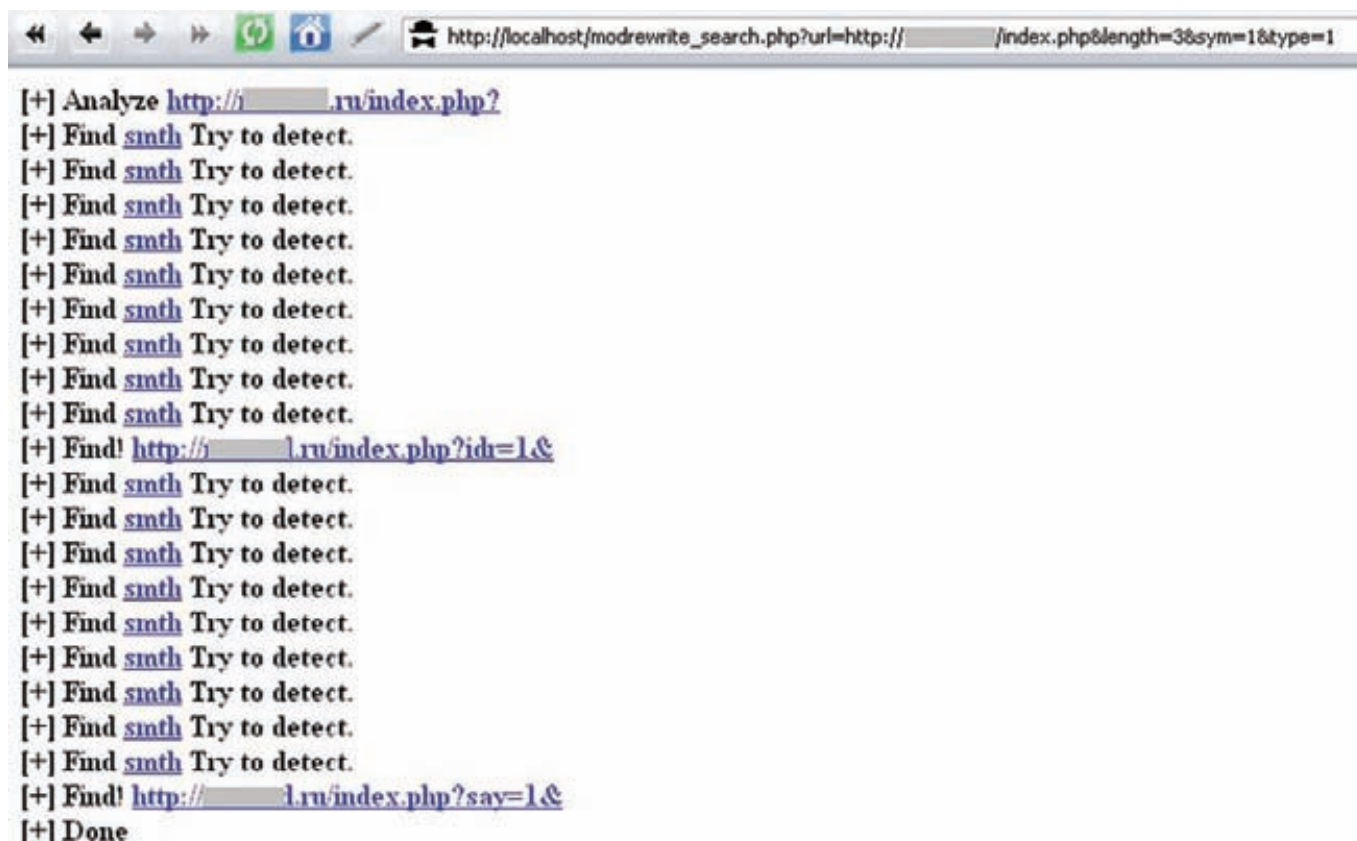 http://localhost/modrewrite_search.php?url=http:// /index.php&length=3&sym=1&type=1
[+] Analyze http:// .ru/index.php?
[+] Find smth Try to detect.
[+] Find smth Try to detect.
[+] Find smth Try to detect.
[+] Find smth Try to detect.
[+] Find smth Try to detect.
[+] Find smth Try to detect.
[+] Find smth Try to detect.
[+] Find smth Try to detect.
[+] Find smth Try to detect.
[+] Find! http:// .ru/index.php?idr=1&
[+] Find smth Try to detect.
[+] Find smth Try to detect.
[+] Find smth Try to detect.
[+] Find smth Try to detect.
[+] Find smth Try to detect.
[+] Find smth Try to detect.
[+] Find smth Try to detect.
[+] Find smth Try to detect.
[+] Find smth Try to detect.
[+] Find! http:// .ru/index.php?say=1&
[+] Done